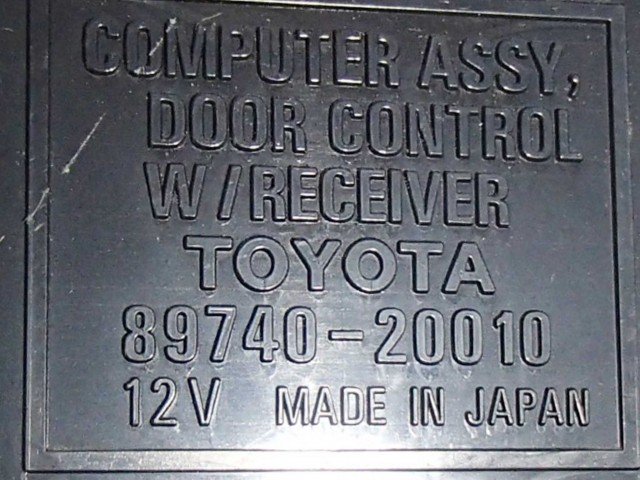 COMPUTER ASSY,
DOOR CONTROL
W/RECEIVER
TOYOTA
89740-20010
12V MADE IN JAPAN